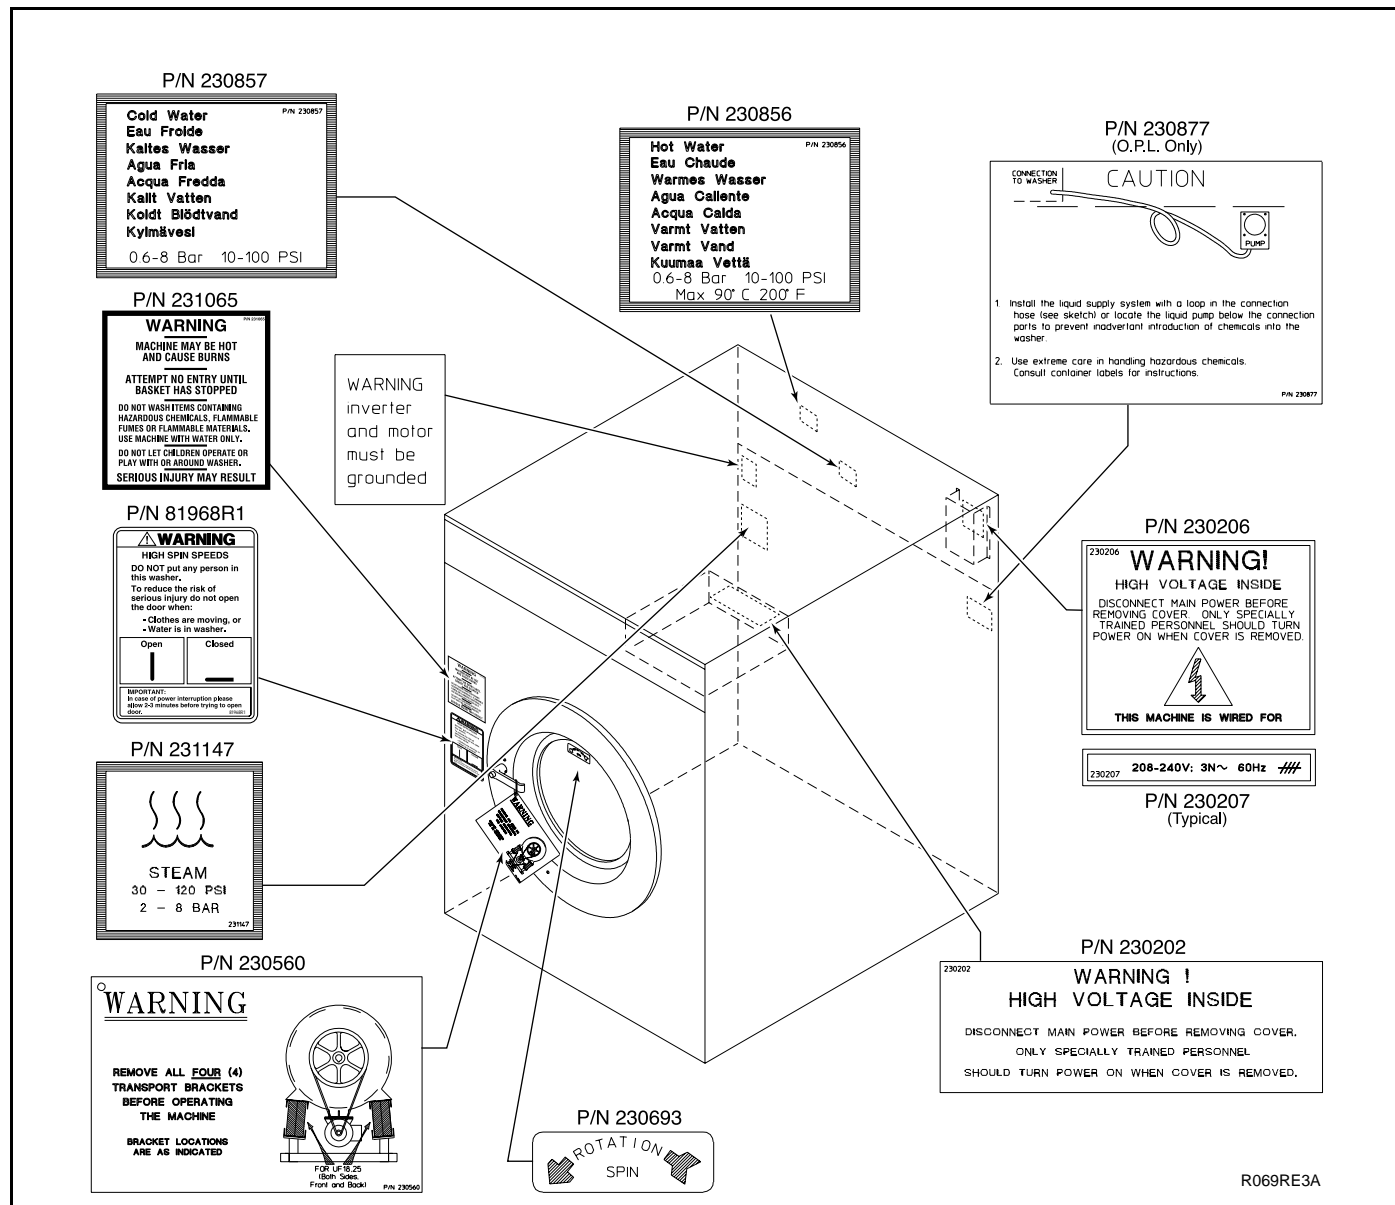 P/N 230857
P/N 230857
Cold Water
Eau Froide
Kaltes Wasser
Agua Fria
Acqua Fredda
Kallt Vatten
Koldt Blödtvand
Kylmävesi
0.6-8 Bar 10-100 PSI
P/N 230856
P/N 230856
Hot Water
Eau Chaude
Warmes Wasser
Agua Caliente
Acqua Calda
Varmt Vatten
Varmt Vand
Kuumaa Vettä
0.6-8 Bar 10-100 PSI
Max 90° C 200° F
P/N 230877
(O.P.L. Only)
CONNECTION
TO WASHER
CAUTION
PUMP
1. Install the liquid supply system with a loop in the connection
hose (see sketch) or locate the liquid pump below the connection
ports to prevent inadvertant introduction of chemicals into the
washer.
2. Use extreme care in handling hazardous chemicals.
Consult container labels for instructions.
P/N 230877
P/N 231065
P/N 231065
WARNING
MACHINE MAY BE HOT
AND CAUSE BURNS
ATTEMPT NO ENTRY UNTIL
BASKET HAS STOPPED
DO NOT WASH ITEMS CONTAINING
HAZARDOUS CHEMICALS, FLAMMABLE
FUMES OR FLAMMABLE MATERIALS.
USE MACHINE WITH WATER ONLY.
DO NOT LET CHILDREN OPERATE OR
PLAY WITH OR AROUND WASHER.
SERIOUS INJURY MAY RESULT
WARNING
inverter
and motor
must be
grounded
P/N 81968R1
WARNING
HIGH SPIN SPEEDS
DO NOT put any person in
this washer.
To reduce the risk of
serious injury do not open
the door when:
- Clothes are moving, or
- Water is in washer.
Open Closed
IMPORTANT:
In case of power interruption please
allow 2-3 minutes before trying to open
door.
81968R1
P/N 230206
230206
WARNING!
HIGH VOLTAGE INSIDE
DISCONNECT MAIN POWER BEFORE
REMOVING COVER. ONLY SPECIALLY
TRAINED PERSONNEL SHOULD TURN
POWER ON WHEN COVER IS REMOVED.
THIS MACHINE IS WIRED FOR
230207 208-240V: 3N~ 60Hz
P/N 230207
(Typical)
P/N 231147
STEAM
30 - 120 PSI
2 - 8 BAR
231147
WARNING
P/N 230202
230202
WARNING !
HIGH VOLTAGE INSIDE
DISCONNECT MAIN POWER BEFORE REMOVING COVER.
ONLY SPECIALLY TRAINED PERSONNEL
SHOULD TURN POWER ON WHEN COVER IS REMOVED.
P/N 230560
WARNING
REMOVE ALL FOUR (4)
TRANSPORT BRACKETS
BEFORE OPERATING
THE MACHINE
BRACKET LOCATIONS
ARE AS INDICATED
FOR UF18.25
(Both Sides,
Front and Back)
P/N 230560
P/N 230693
ROTATION
SPIN
R069RE3A